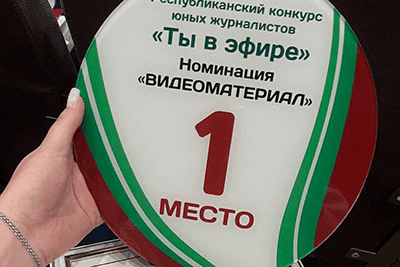 Республиканский конкурс
юных журналистов
«Ты в эфире»
Номинация
«ВИДЕОМАТЕРИАЛ»
1
МЕСТО